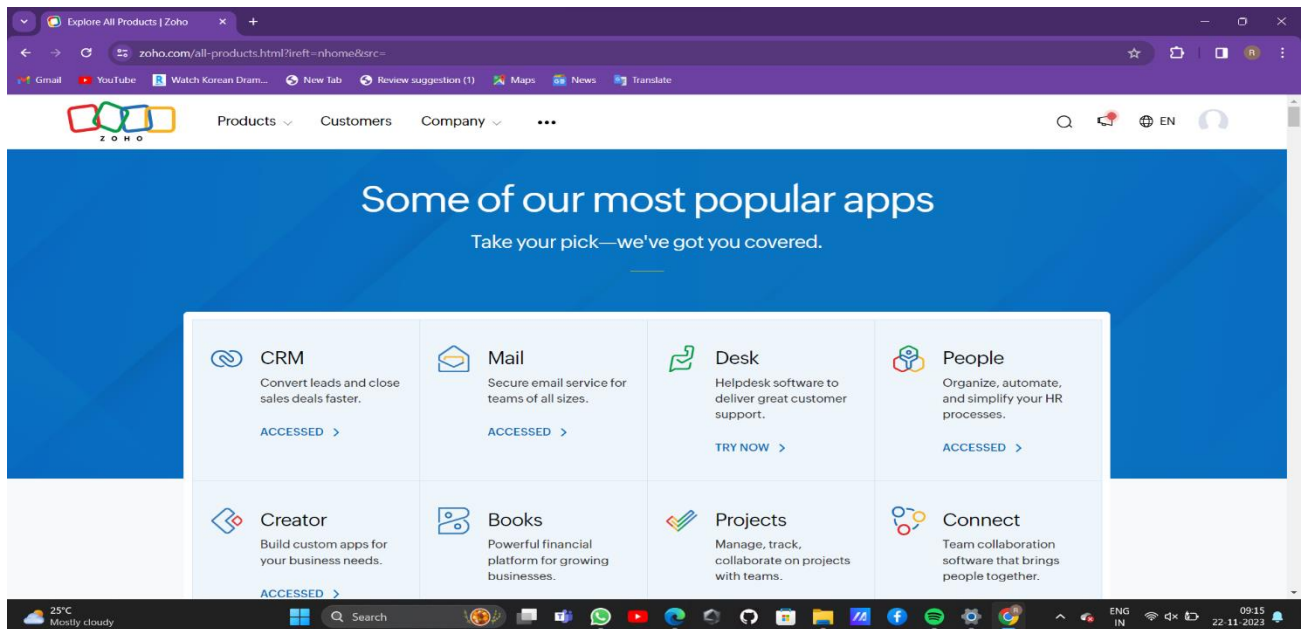 Explore All Products | Zoho
zoho.com/all-products.html?ireft=nhome&src=
R
Gmail YouTube R Watch Korean Dram... New Tab Review suggestion (1) Maps News Translate
ZOHO Products Customers Company ••• EN
Some of our most popular apps
Take your pick—we've got you covered.
CRM
Convert leads and close
sales deals faster.
ACCESSED >
Mail
Secure email service for
teams of all sizes.
ACCESSED >
Desk
Helpdesk software to
deliver great customer
support.
TRY NOW >
People
Organize, automate,
and simplify your HR
processes.
ACCESSED >
Creator
Build custom apps for
your business needs.
ACCESSED >
Books
Powerful financial
platform for growing
businesses.
Projects
Manage, track,
collaborate on projects
with teams.
Connect
Team collaboration
software that brings
people together.
25°C
Mostly cloudy
Search
ENG
IN
09:15
22-11-2023